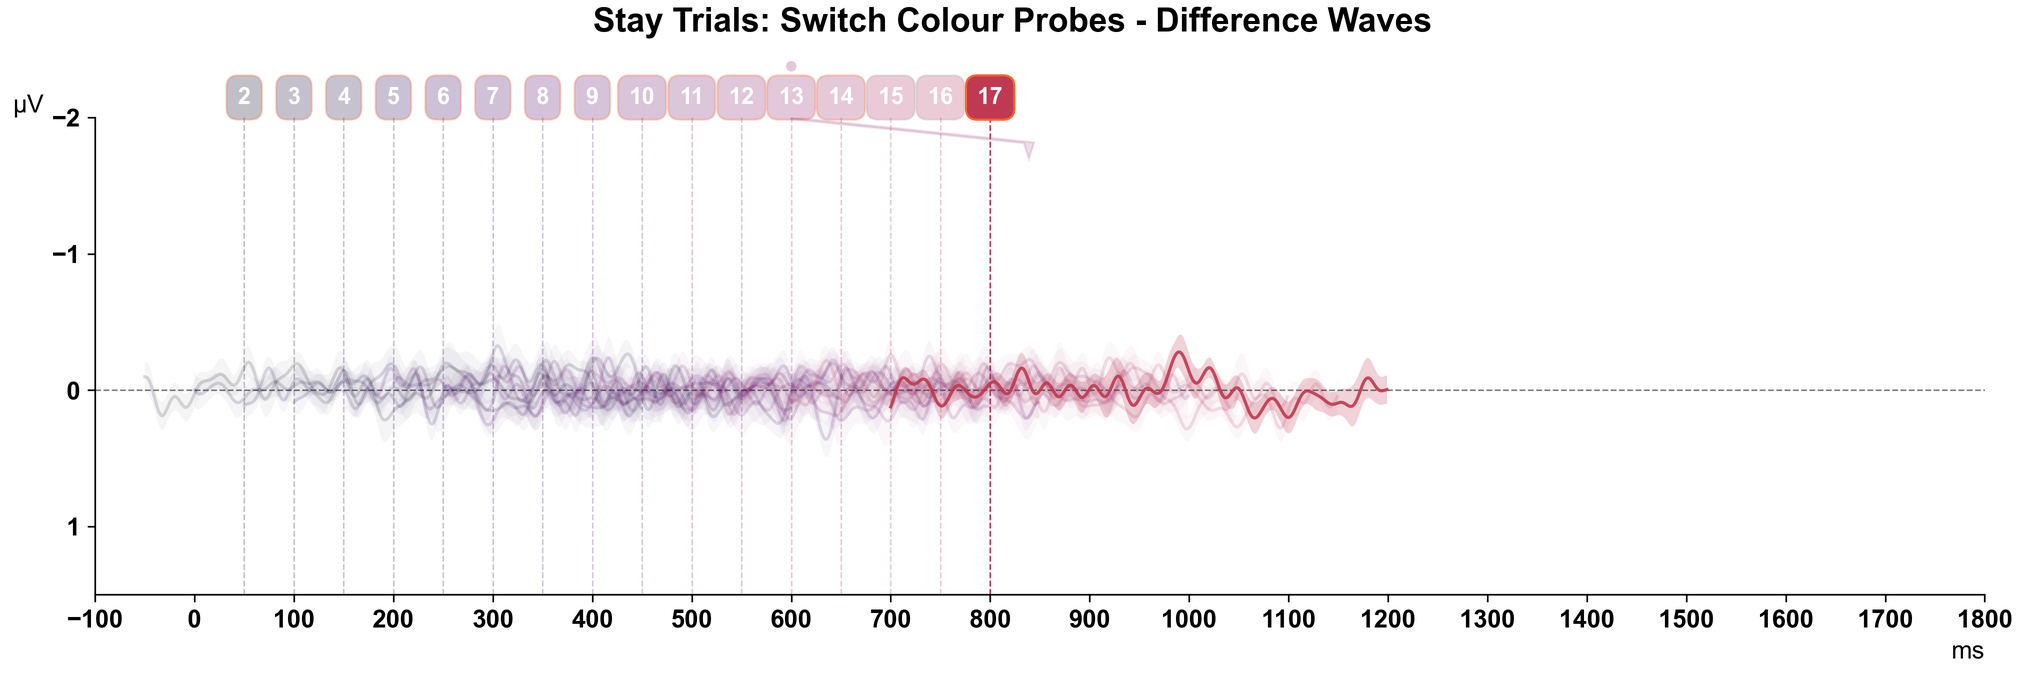 Stay Trials: Switch Colour Probes - Difference Waves
2 3 4 5 6 7 8 9 10 11 12 13 14 15 16 17
µV
−2
−1
0
1
−100 0 100 200 300 400 500 600 700 800 900 1000 1100 1200 1300 1400 1500 1600 1700 1800
ms